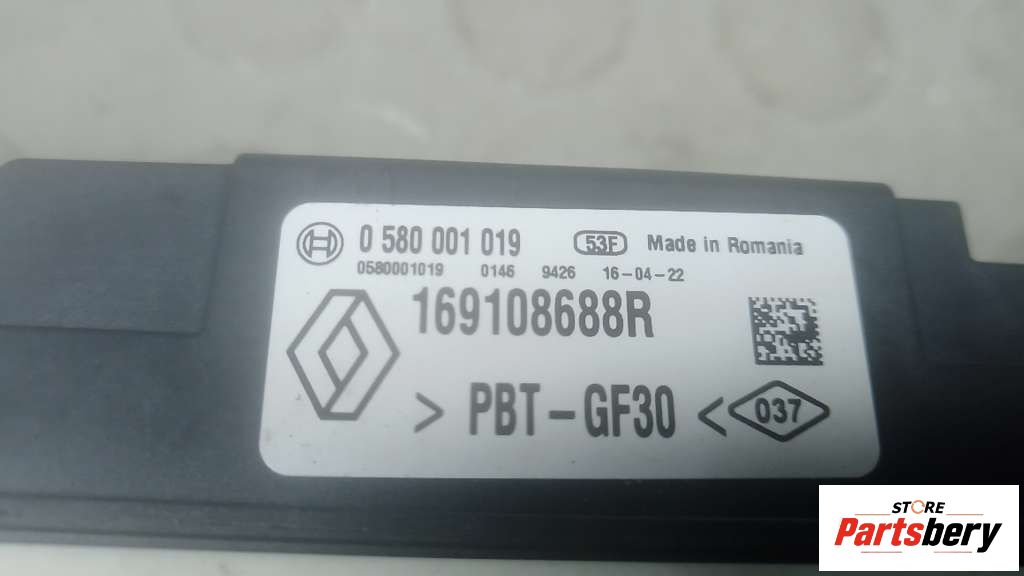 0 580 001 019 53F Made in Romania
0580001019 0146 9426 16-04-22
169108688R
> PBT-GF30 < 037
STORE
Partsbery